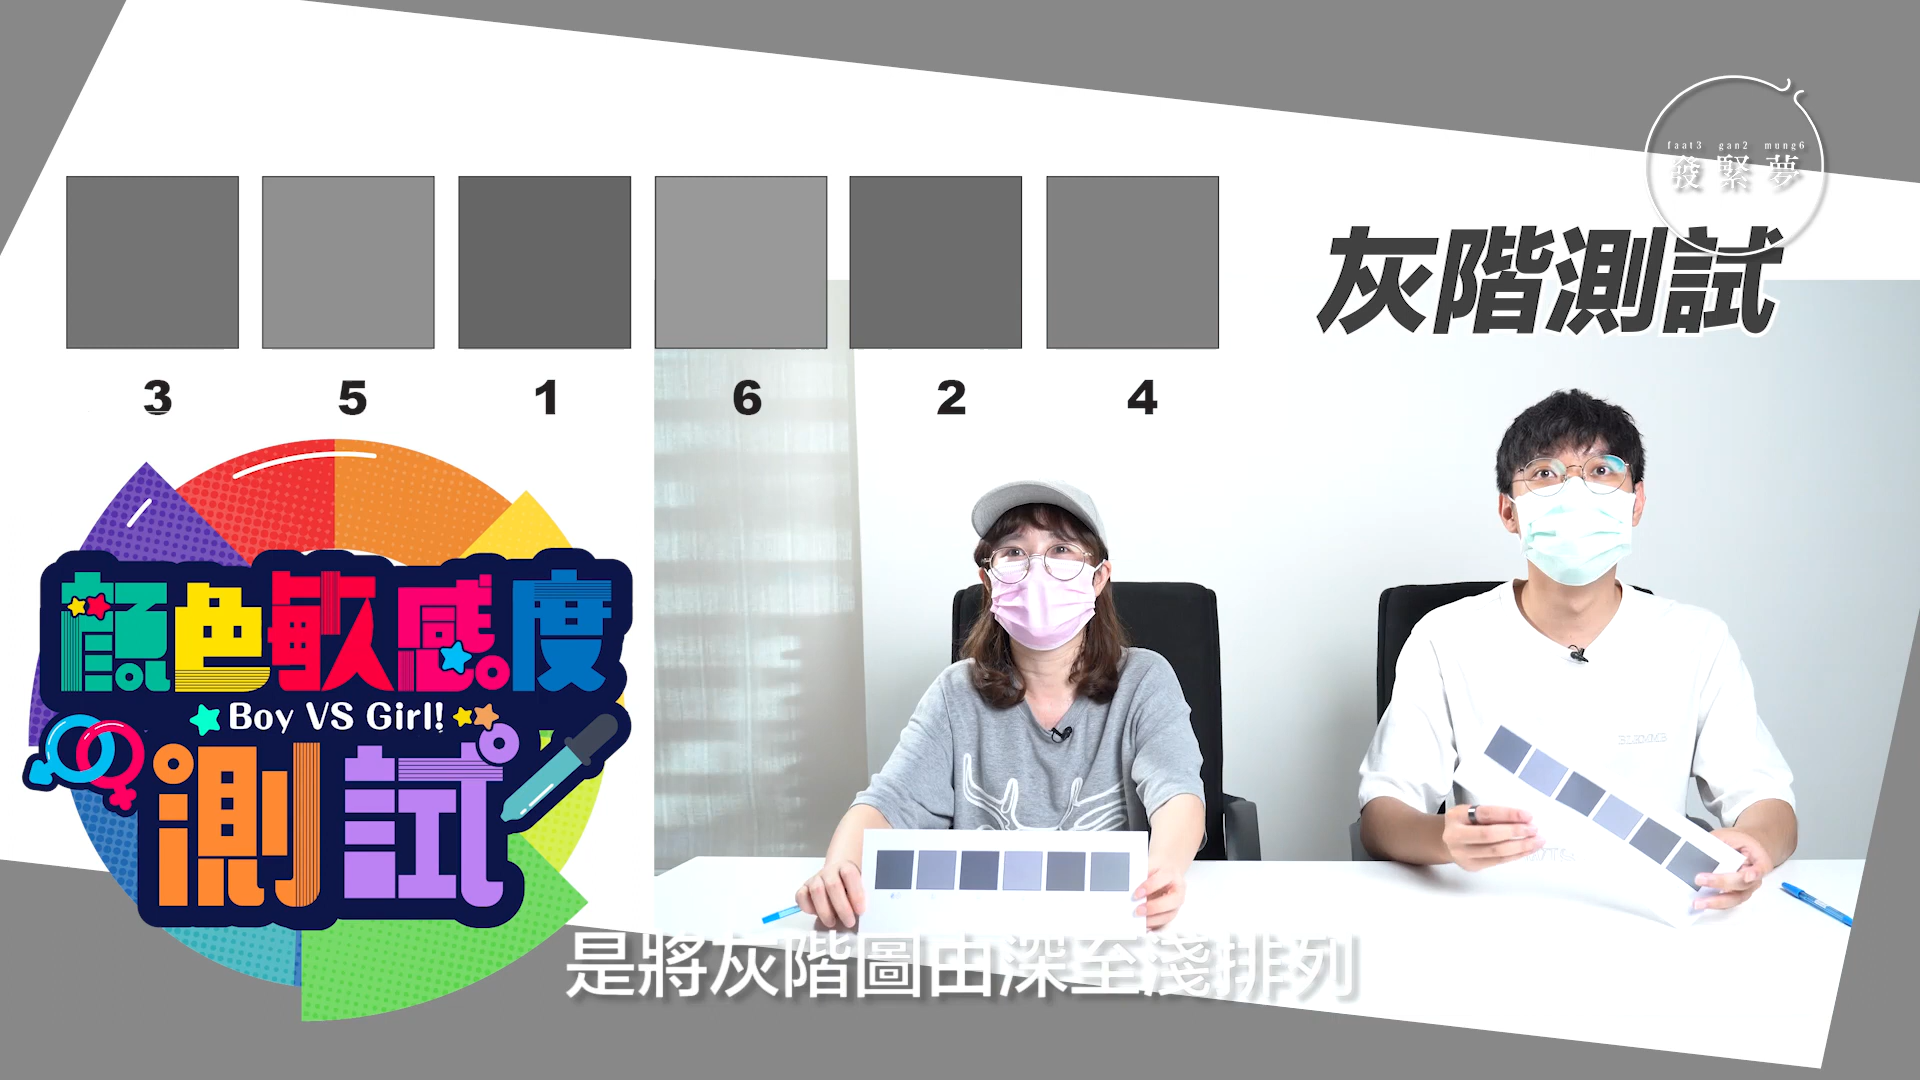 faat3 gan2 mung6
發緊夢
灰階測試
3 5 1 6 2 4
顏色敏感度
Boy VS Girl!
測試
是將灰階圖由深至淺排列